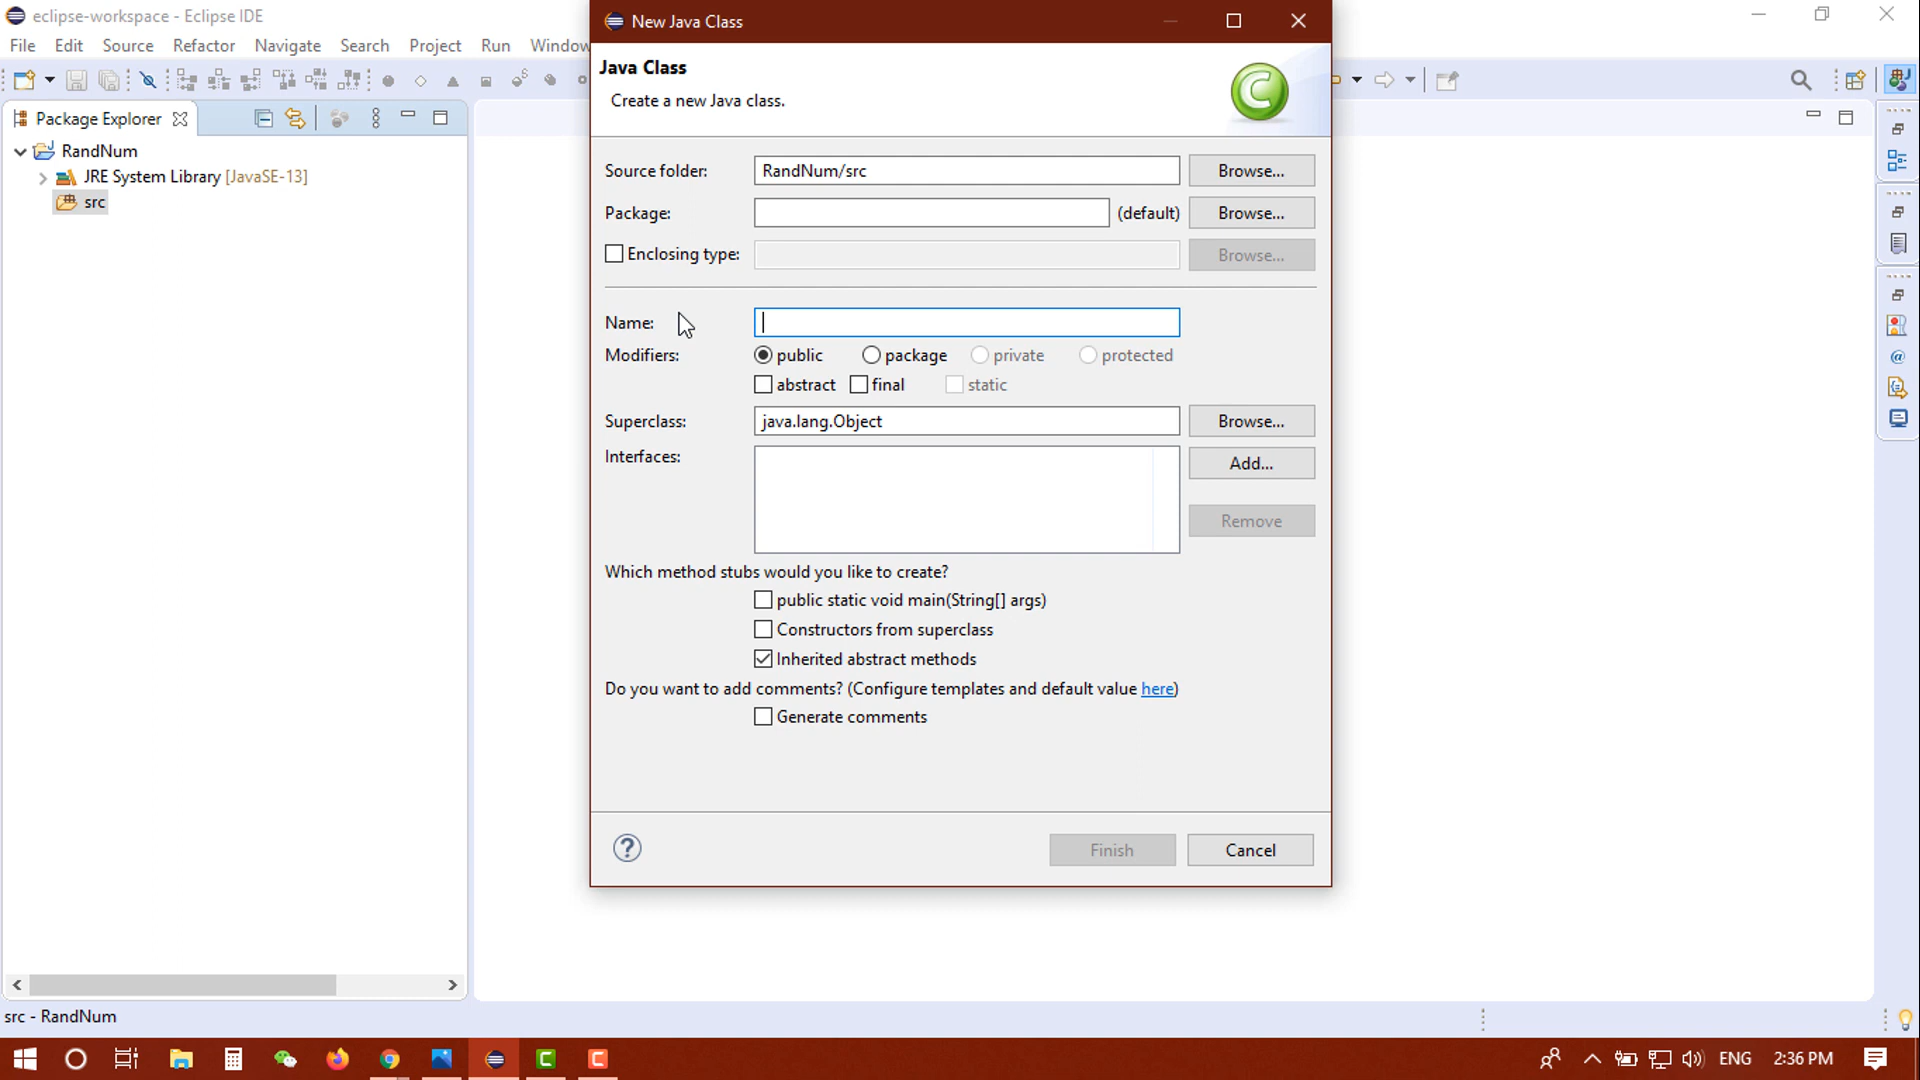 eclipse-workspace - Eclipse IDE
File Edit Source Refactor Navigate Search Project Run Window
Package Explorer
RandNum
JRE System Library [JavaSE-13]
src
New Java Class
Java Class
Create a new Java class.
Source folder: RandNum/src Browse...
Package: (default) Browse...
Enclosing type: Browse...
Name:
Modifiers: public package private protected
abstract final static
Superclass: java.lang.Object Browse...
Interfaces: Add...
Remove
Which method stubs would you like to create?
public static void main(String[] args)
Constructors from superclass
Inherited abstract methods
Do you want to add comments? (Configure templates and default value here)
Generate comments
Finish Cancel
src - RandNum
ENG 2:36 PM